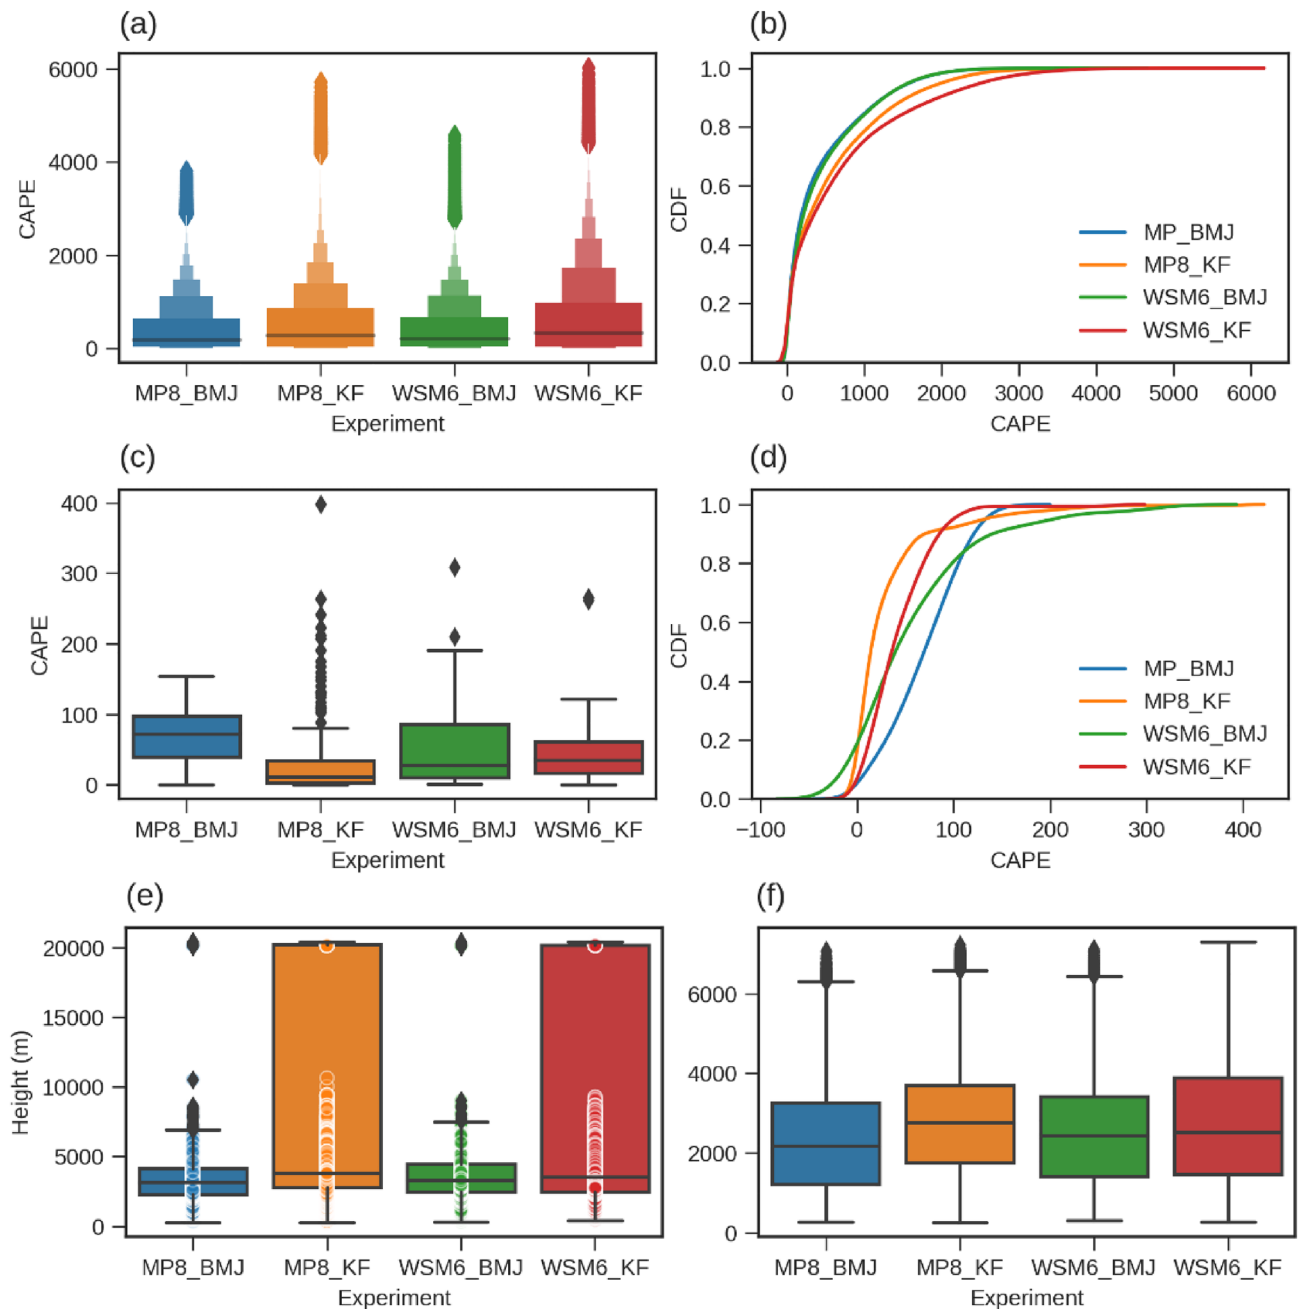 (a)
6000
4000
2000
0
CAPE
MP8_BMJ MP8_KF WSM6_BMJ WSM6_KF
Experiment
(b)
1.0
0.8
0.6
0.4
0.2
0.0
CDF
MP_BMJ
MP8_KF
WSM6_BMJ
WSM6_KF
0 1000 2000 3000 4000 5000 6000
CAPE
(c)
400
300
200
100
0
CAPE
MP8_BMJ MP8_KF WSM6_BMJ WSM6_KF
Experiment
(d)
1.0
0.8
0.6
0.4
0.2
0.0
CDF
MP_BMJ
MP8_KF
WSM6_BMJ
WSM6_KF
−100 0 100 200 300 400
CAPE
(e)
20000
15000
10000
5000
0
Height (m)
MP8_BMJ MP8_KF WSM6_BMJ WSM6_KF
Experiment
(f)
6000
4000
2000
0
MP8_BMJ MP8_KF WSM6_BMJ WSM6_KF
Experiment